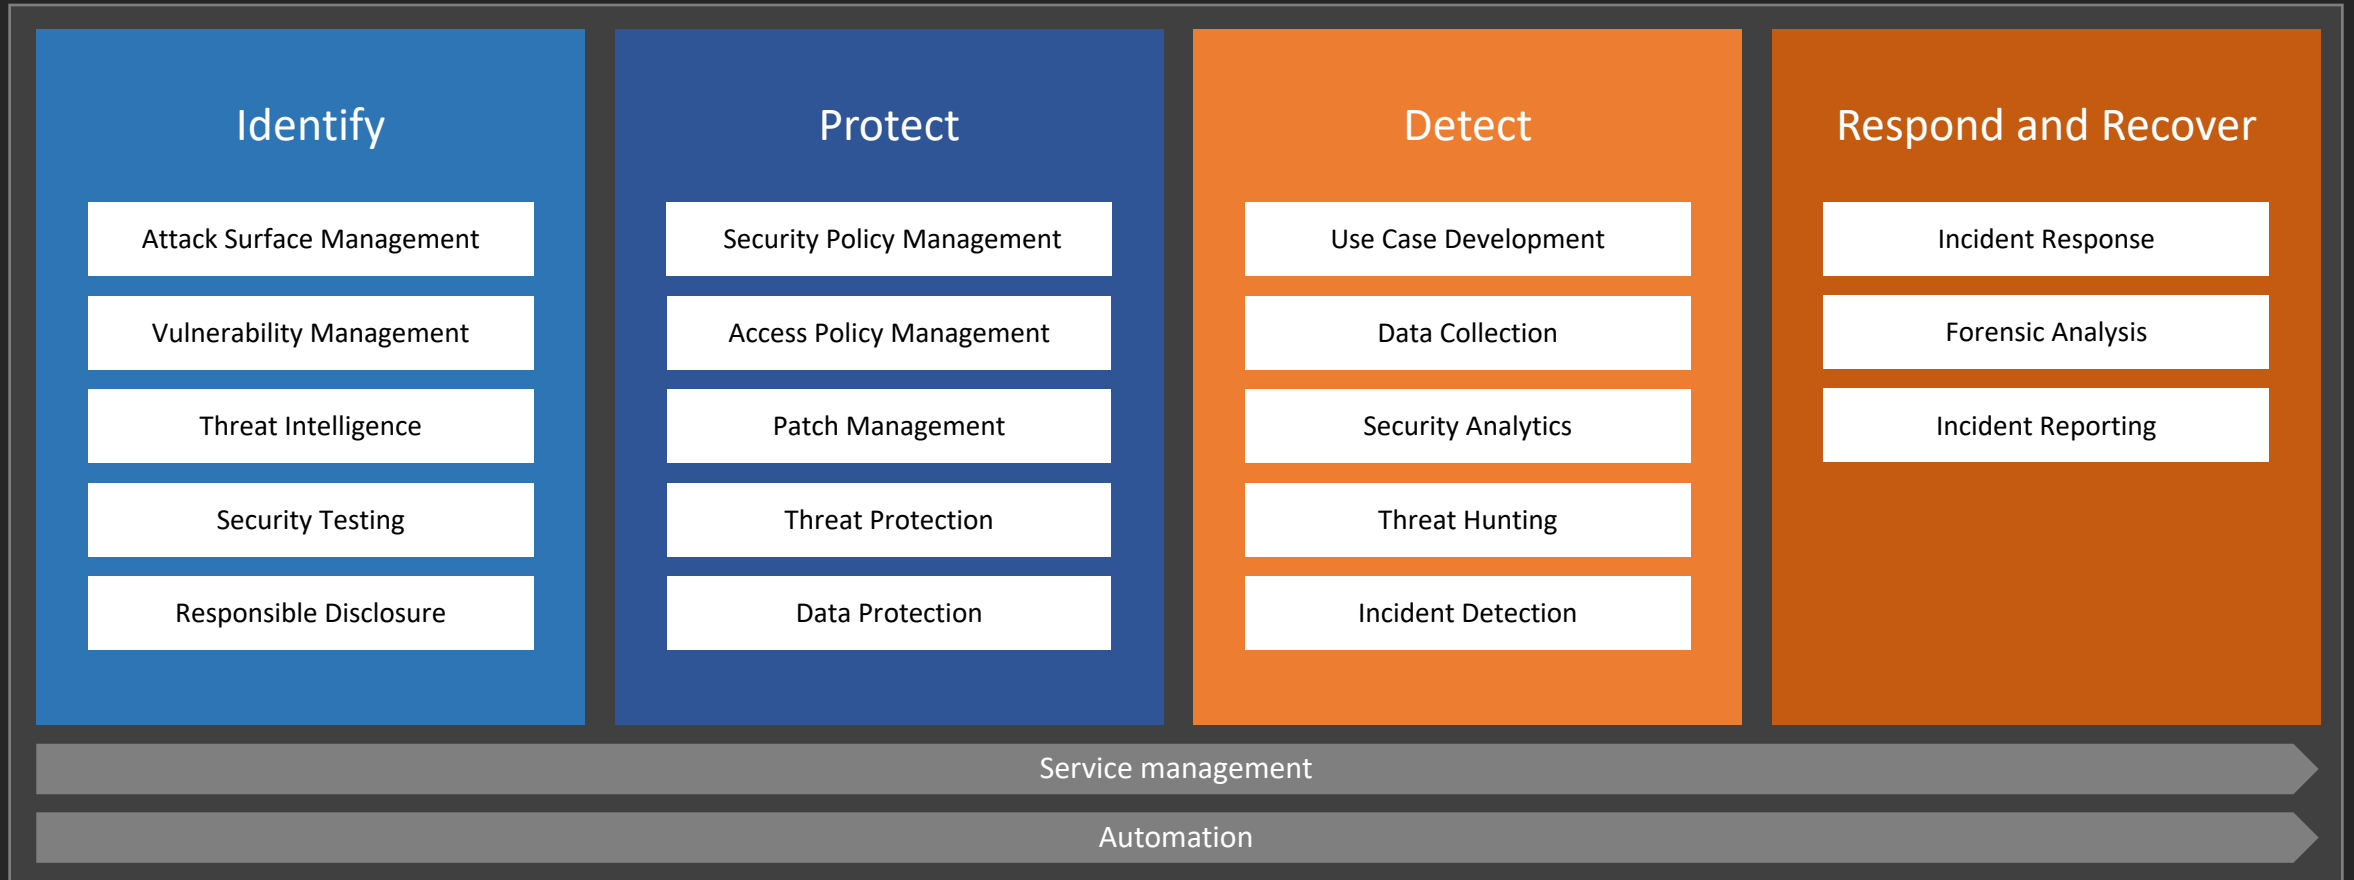 Identify
Attack Surface Management
Vulnerability Management
Threat Intelligence
Security Testing
Responsible Disclosure
Protect
Security Policy Management
Access Policy Management
Patch Management
Threat Protection
Data Protection
Detect
Use Case Development
Data Collection
Security Analytics
Threat Hunting
Incident Detection
Respond and Recover
Incident Response
Forensic Analysis
Incident Reporting
Service management
Automation